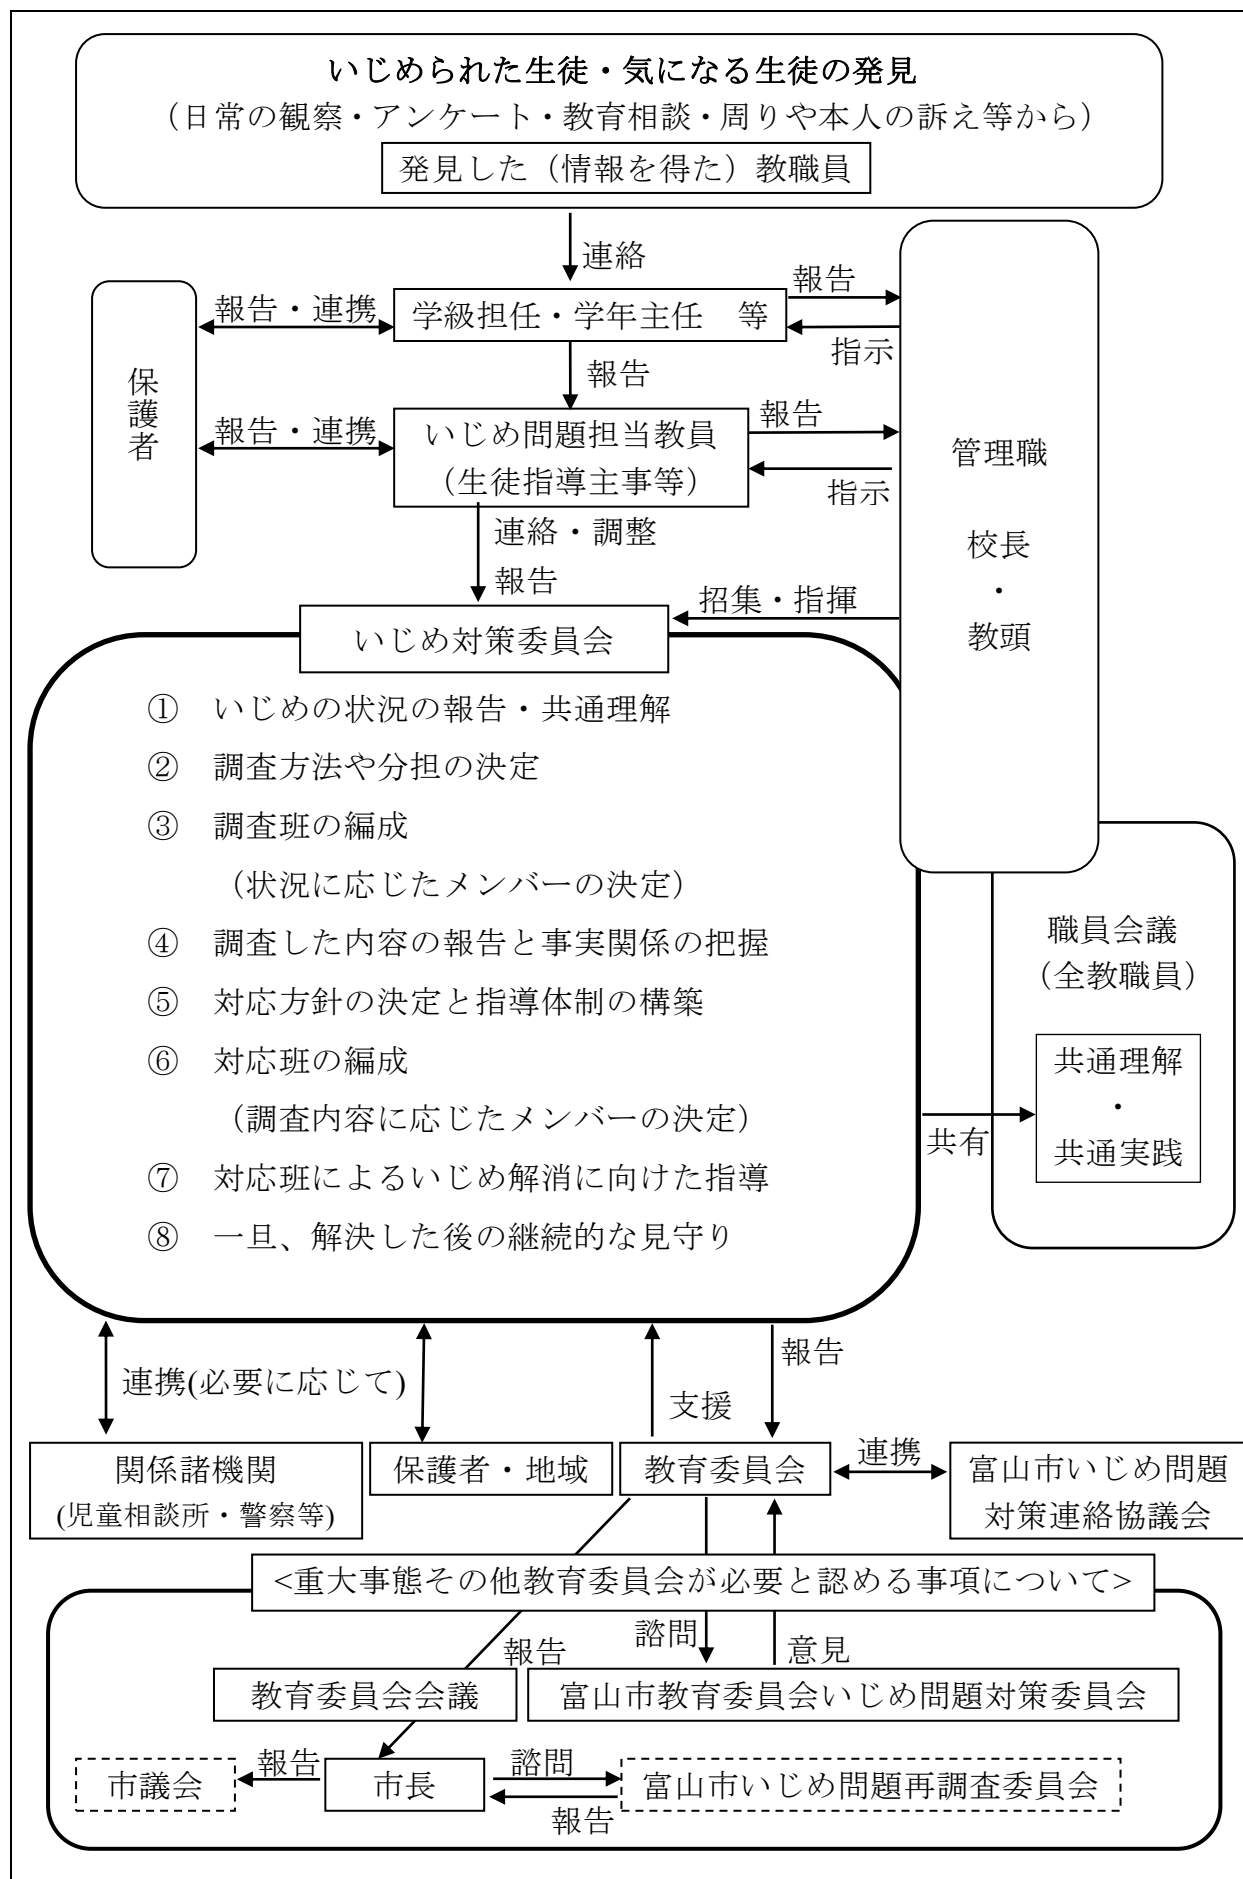 いじめられた生徒・気になる生徒の発見
（日常の観察・アンケート・教育相談・周りや本人の訴え等から）
発見した（情報を得た）教職員
連絡
報告
報告・連携
学級担任・学年主任　等
指示
保護者
報告
報告
報告・連携
いじめ問題担当教員
（生徒指導主事等）
指示
管理職
校長
・
教頭
連絡・調整
報告
招集・指揮
いじめ対策委員会
①　いじめの状況の報告・共通理解
②　調査方法や分担の決定
③　調査班の編成
（状況に応じたメンバーの決定）
④　調査した内容の報告と事実関係の把握
⑤　対応方針の決定と指導体制の構築
⑥　対応班の編成
（調査内容に応じたメンバーの決定）
⑦　対応班によるいじめ解消に向けた指導
⑧　一旦、解決した後の継続的な見守り
職員会議
（全教職員）
共通理解
・
共通実践
共有
報告
連携(必要に応じて)
支援
関係諸機関
(児童相談所・警察等)
保護者・地域
教育委員会
連携
富山市いじめ問題
対策連絡協議会
<重大事態その他教育委員会が必要と認める事項について>
報告
諮問
意見
教育委員会会議
富山市教育委員会いじめ問題対策委員会
市議会
報告
市長
諮問
報告
富山市いじめ問題再調査委員会